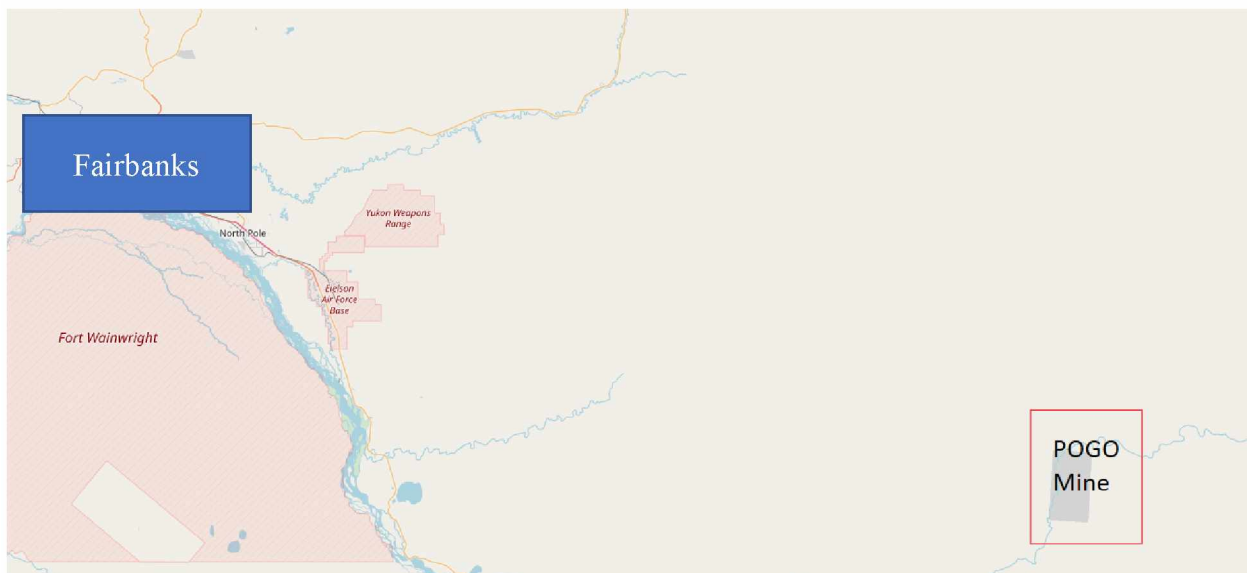 Fairbanks
Yukon Weapons
Range
North Pole
Eielson
Air Force
Base
Fort Wainwright
POGO
Mine